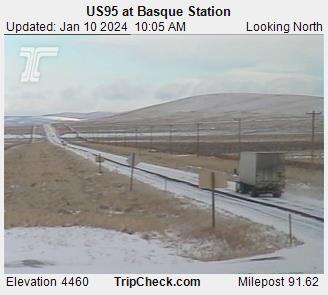 US95 at Basque Station
Updated: Jan 10 2024 10:05 AM Looking North
Elevation 4460 TripCheck.com Milepost 91.62